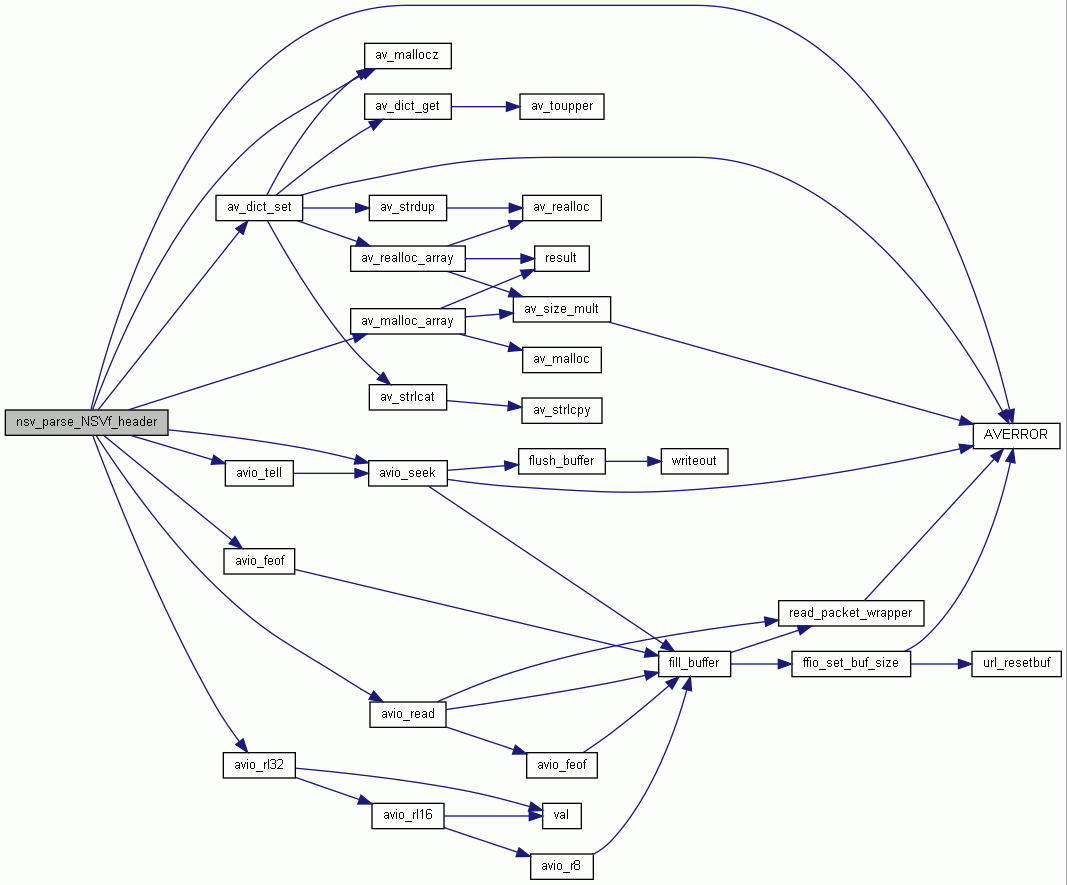 av_mallocz
av_dict_get
av_toupper
av_dict_set
av_strdup
av_realloc
av_realloc_array
result
av_size_mult
av_malloc_array
av_malloc
av_strlcat
av_strlcpy
nsv_parse_NSVf_header
AVERROR
avio_tell
avio_seek
flush_buffer
writeout
avio_feof
read_packet_wrapper
fill_buffer
ffio_set_buf_size
url_resetbuf
avio_read
avio_feof
avio_rl32
avio_rl16
val
avio_r8